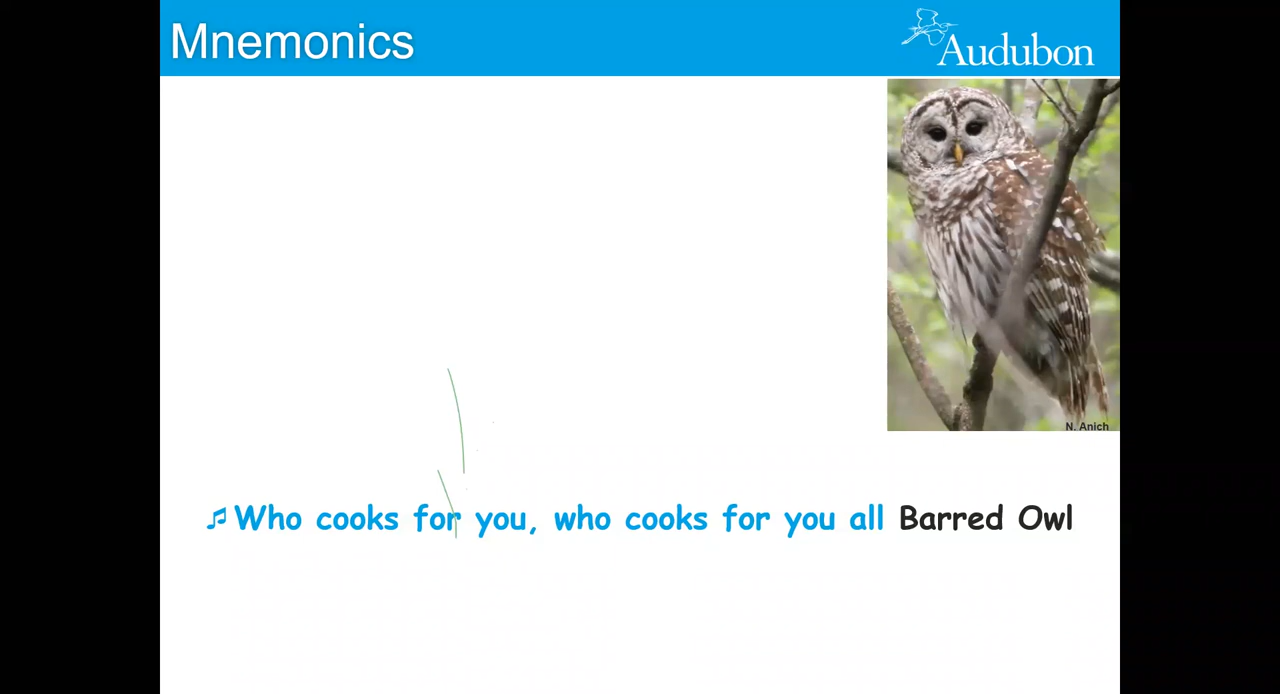 Mnemonics
Audubon
N. Anich
♫ Who cooks for you, who cooks for you all Barred Owl